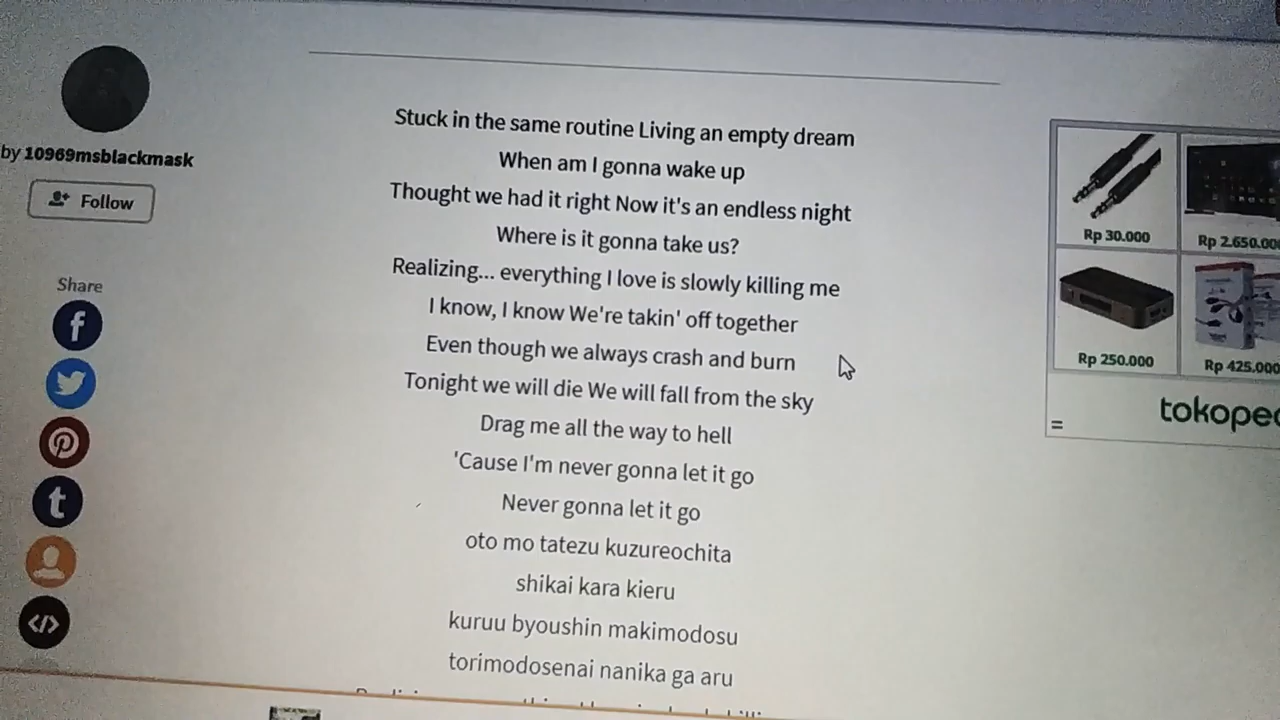 Stuck in the same routine Living an empty dream
When am I gonna wake up
Thought we had it right Now it's an endless night
Where is it gonna take us?
Realizing... everything I love is slowly killing me
I know, I know We're takin' off together
Even though we always crash and burn
Tonight we will die We will fall from the sky
Drag me all the way to hell
'Cause I'm never gonna let it go
Never gonna let it go
oto mo tatezu kuzureochita
shikai kara kieru
kuruu byoushin makimodosu
torimodosenai nanika ga aru
by 10969msblackmask
Follow
Share
Rp 30.000
Rp 2.650.000
Rp 250.000
Rp 425.000